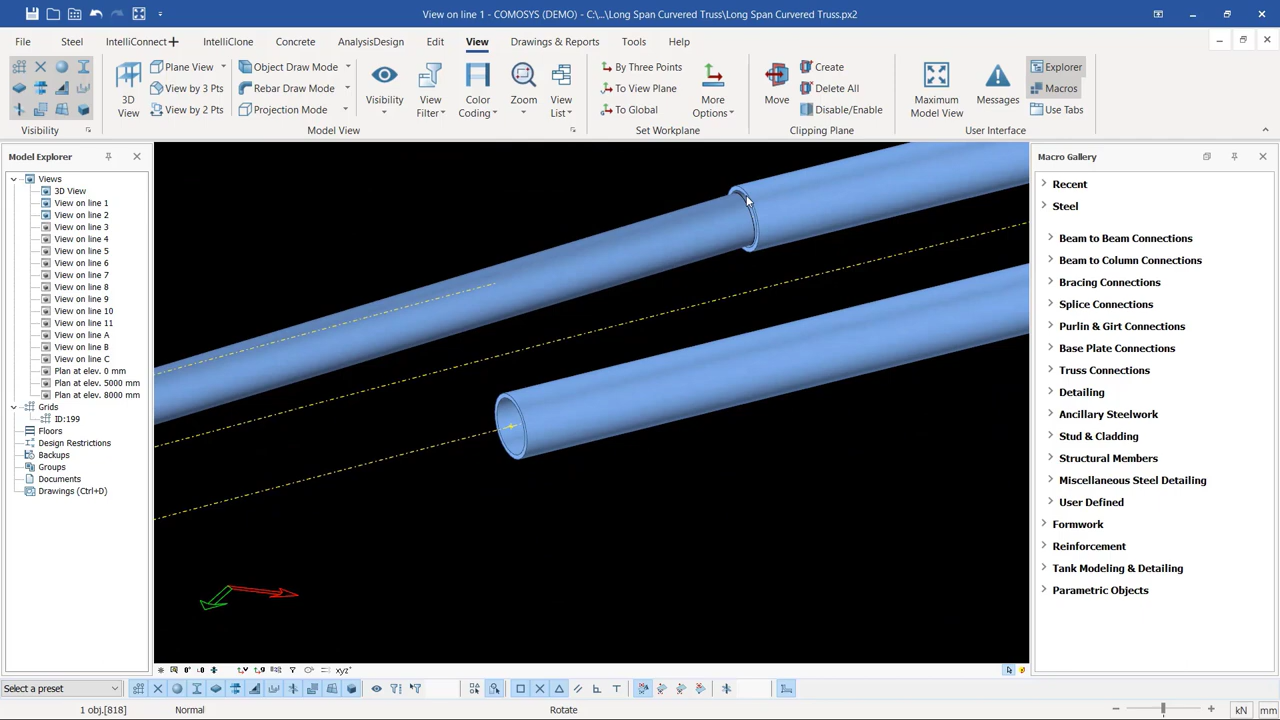 View on line 1 - COMOSYS (DEMO) - C:\...\Long Span Curvered Truss\Long Span Curvered Truss.px2
File Steel IntelliConnect IntelliClone Concrete AnalysisDesign Edit View Drawings & Reports Tools Help
Visibility
3D View
Plane View
View by 3 Pts
View by 2 Pts
Object Draw Mode
Rebar Draw Mode
Projection Mode
Visibility
View Filter
Color Coding
Zoom
View List
Model View
By Three Points
To View Plane
To Global
More Options
Set Workplane
Move
Create
Delete All
Disable/Enable
Clipping Plane
Maximum Model View
Messages
Explorer
Macros
Use Tabs
User Interface
Model Explorer
Views
3D View
View on line 1
View on line 2
View on line 3
View on line 4
View on line 5
View on line 6
View on line 7
View on line 8
View on line 9
View on line 10
View on line 11
View on line A
View on line B
View on line C
Plan at elev. 0 mm
Plan at elev. 5000 mm
Plan at elev. 8000 mm
Grids
ID:199
Floors
Design Restrictions
Backups
Groups
Documents
Drawings (Ctrl+D)
Macro Gallery
Recent
Steel
Beam to Beam Connections
Beam to Column Connections
Bracing Connections
Splice Connections
Purlin & Girt Connections
Base Plate Connections
Truss Connections
Detailing
Ancillary Steelwork
Stud & Cladding
Structural Members
Miscellaneous Steel Detailing
User Defined
Formwork
Reinforcement
Tank Modeling & Detailing
Parametric Objects
xyz
Select a preset
1 obj.[818] Normal Rotate kN mm